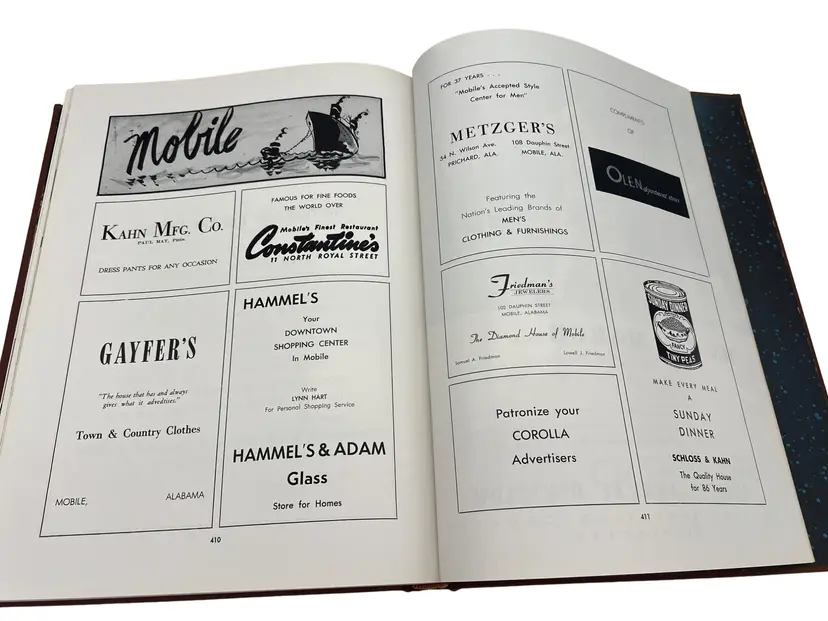 Mobile
KAHN MFG. CO.
PAUL MAY, PRES.
DRESS PANTS FOR ANY OCCASION
FAMOUS FOR FINE FOODS
THE WORLD OVER
Mobile's Finest Restaurant
Constantine's
11 NORTH ROYAL STREET
GAYFER'S
"The house that has and always
gives what it advertises."
Town & Country Clothes
MOBILE, ALABAMA
HAMMEL'S
Your
DOWNTOWN
SHOPPING CENTER
In Mobile
Write
LYNN HART
For Personal Shopping Service
HAMMEL'S & ADAM
Glass
Store for Homes
410
FOR 37 YEARS . . .
"Mobile's Accepted Style
Center for Men"
METZGER'S
54 N. Wilson Ave. 108 Dauphin Street
PRICHARD, ALA. MOBILE, ALA.
Featuring the
Nation's Leading Brands of
MEN'S
CLOTHING & FURNISHINGS
COMPLIMENTS
OF
OLEN
Friedman's
JEWELERS
102 DAUPHIN STREET
MOBILE, ALABAMA
The Diamond House of Mobile
Samuel A. Friedman Lowell J. Friedman
Patronize your
COROLLA
Advertisers
SUNDAY DINNER
FANCY
TINY PEAS
MAKE EVERY MEAL
A
SUNDAY
DINNER
SCHLOSS & KAHN
The Quality House
for 86 Years
411